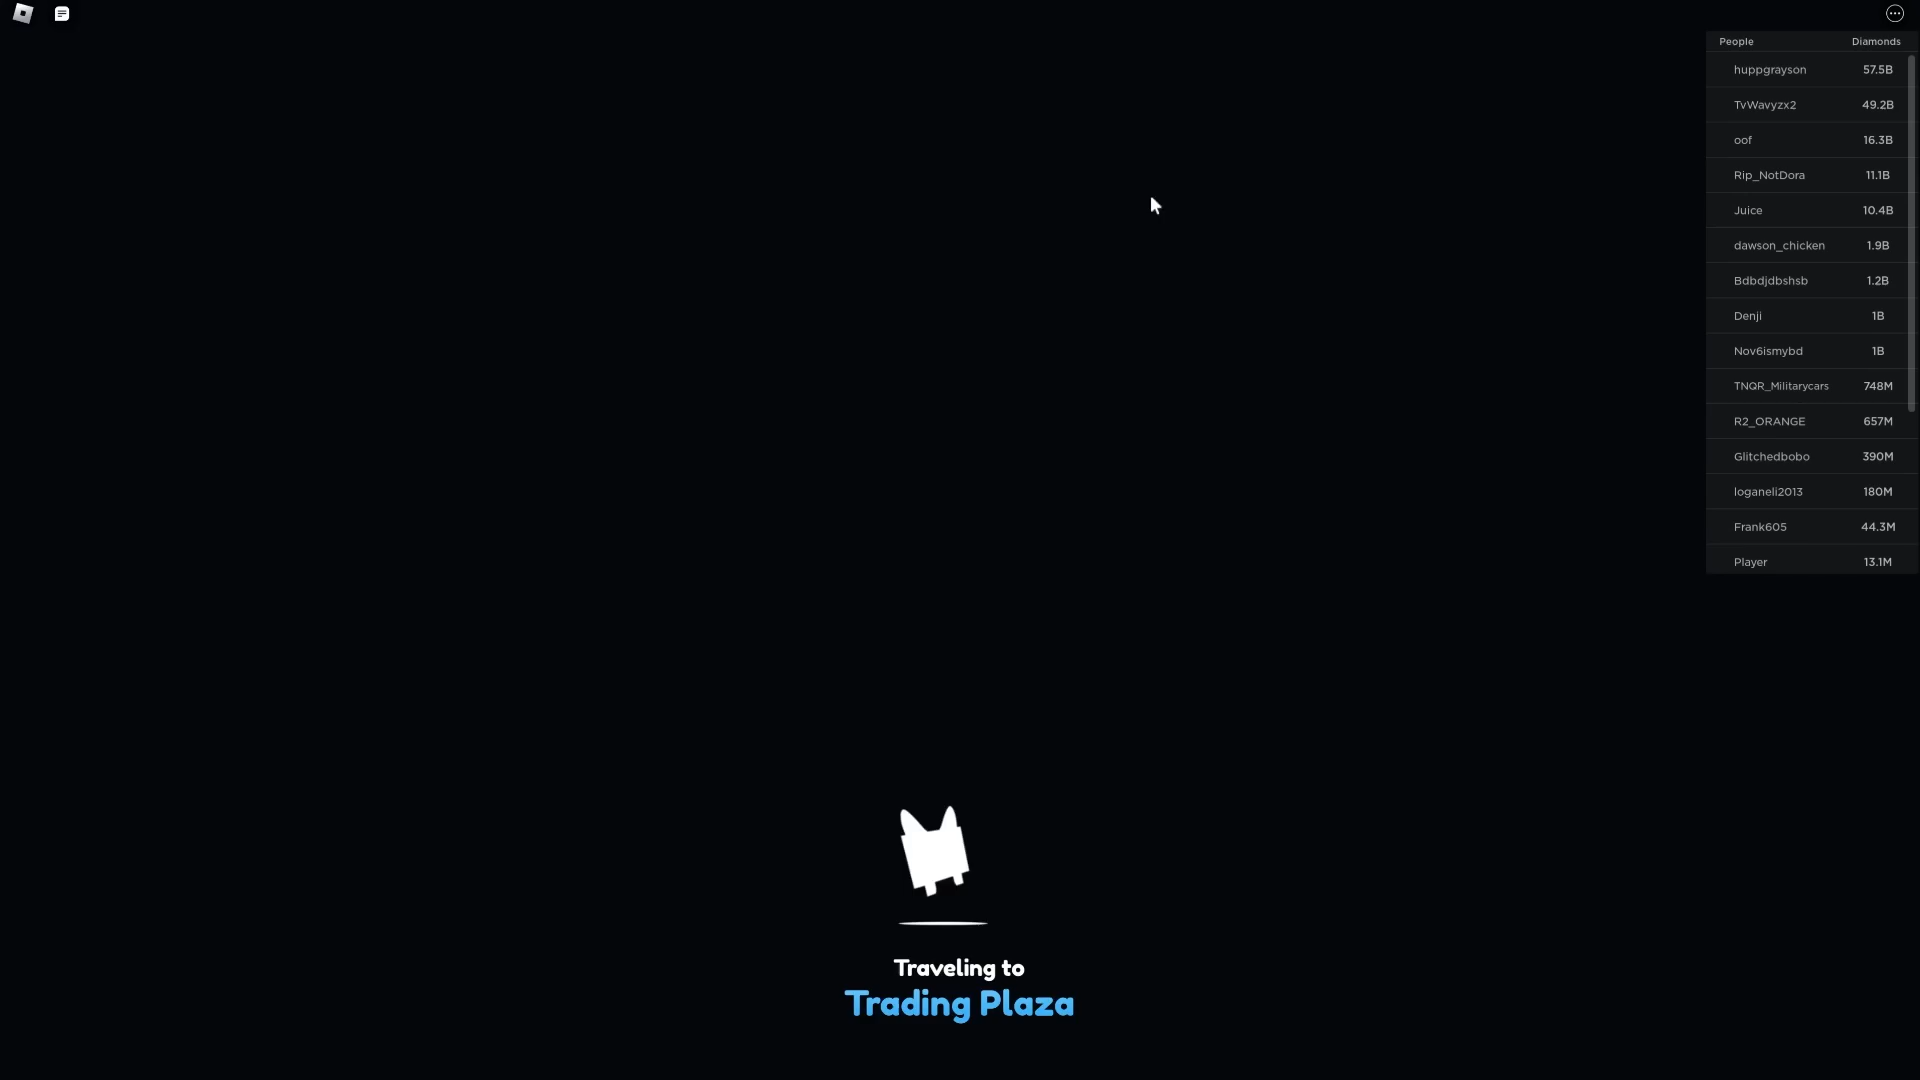 People Diamonds
huppgrayson 57.5B
TvWavyzx2 49.2B
oof 16.3B
Rip_NotDora 11.1B
Juice 10.4B
dawson_chicken 1.9B
Bdbdjdbshsb 1.2B
Denji 1B
Nov6ismybd 1B
TNQR_Militarycars 748M
R2_ORANGE 657M
Glitchedbobo 390M
loganeli2013 180M
Frank605 44.3M
Player 13.1M
Traveling to
Trading Plaza